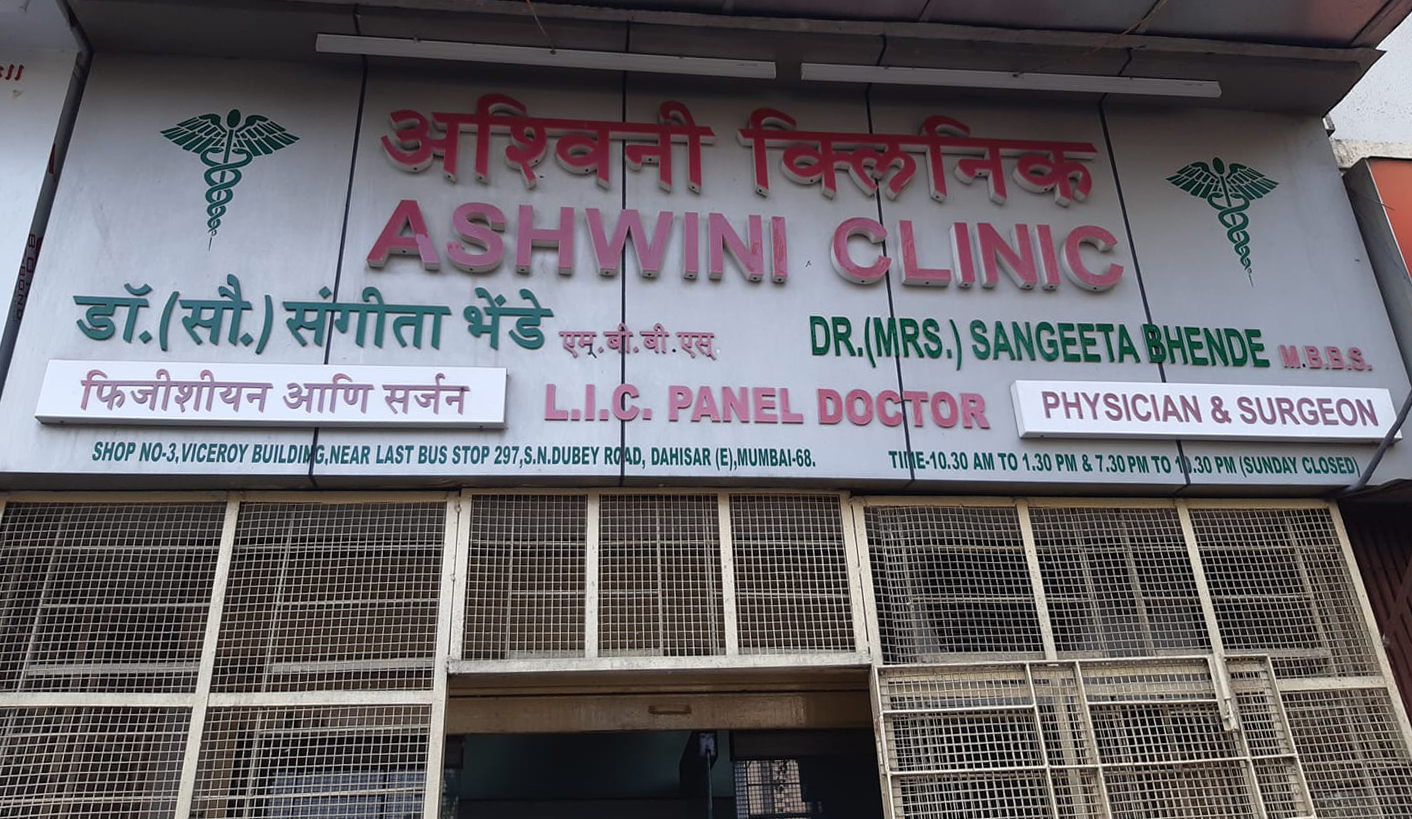 अश्विनी क्लिनिक
ASHWINI CLINIC
डॉ.(सौ.) संगीता भेंडे एम्.बी.बी.एस्
DR.(MRS.) SANGEETA BHENDE M.B.B.S.
फिजीशीयन आणि सर्जन
L.I.C. PANEL DOCTOR
PHYSICIAN & SURGEON
SHOP NO-3,VICEROY BUILDING,NEAR LAST BUS STOP 297,S.N.DUBEY ROAD, DAHISAR (E),MUMBAI-68.
TIME-10.30 AM TO 1.30 PM & 7.30 PM TO 10.30 PM (SUNDAY CLOSED)